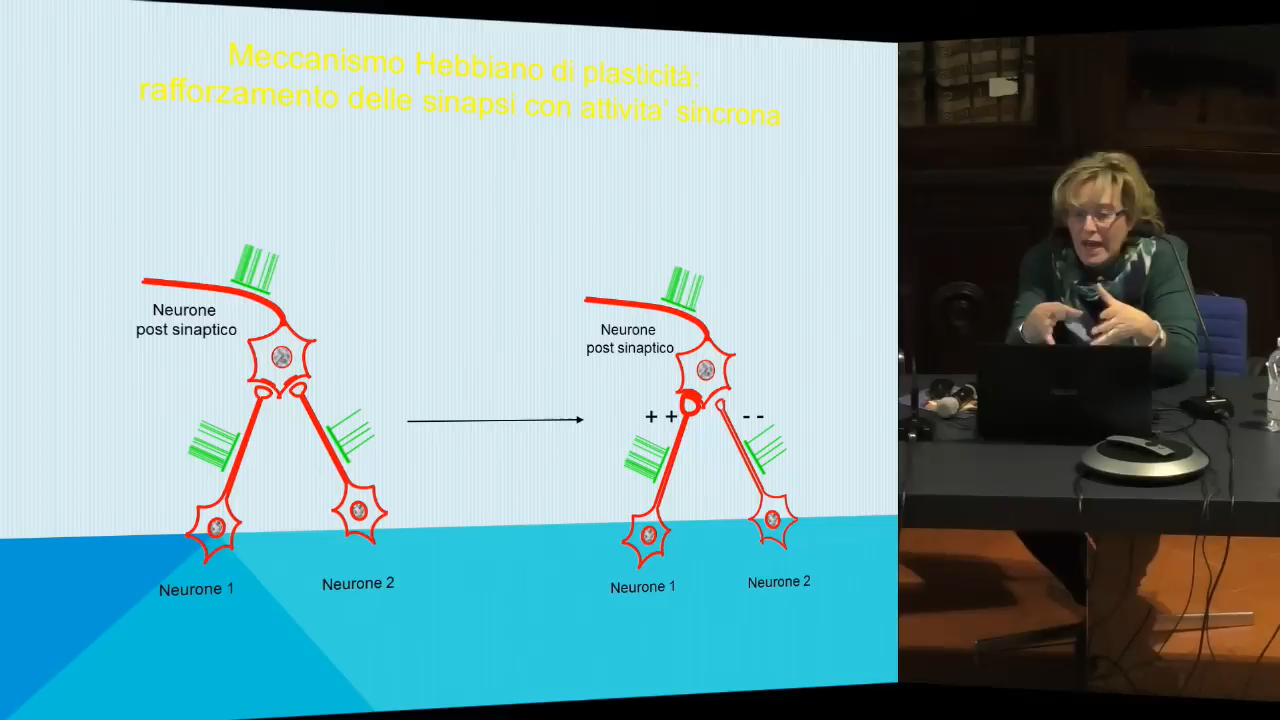 Meccanismo Hebbiano di plasticità:
rafforzamento delle sinapsi con attivita' sincrona
Neurone
post sinaptico
Neurone 1
Neurone 2
Neurone
post sinaptico
+ +
- -
Neurone 1
Neurone 2